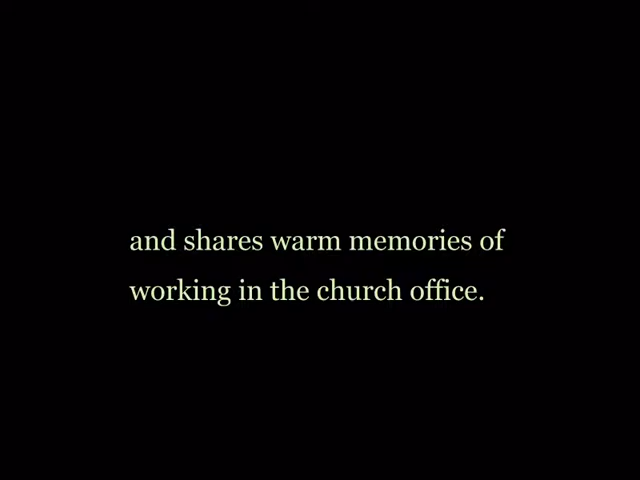 and shares warm memories of
working in the church office.